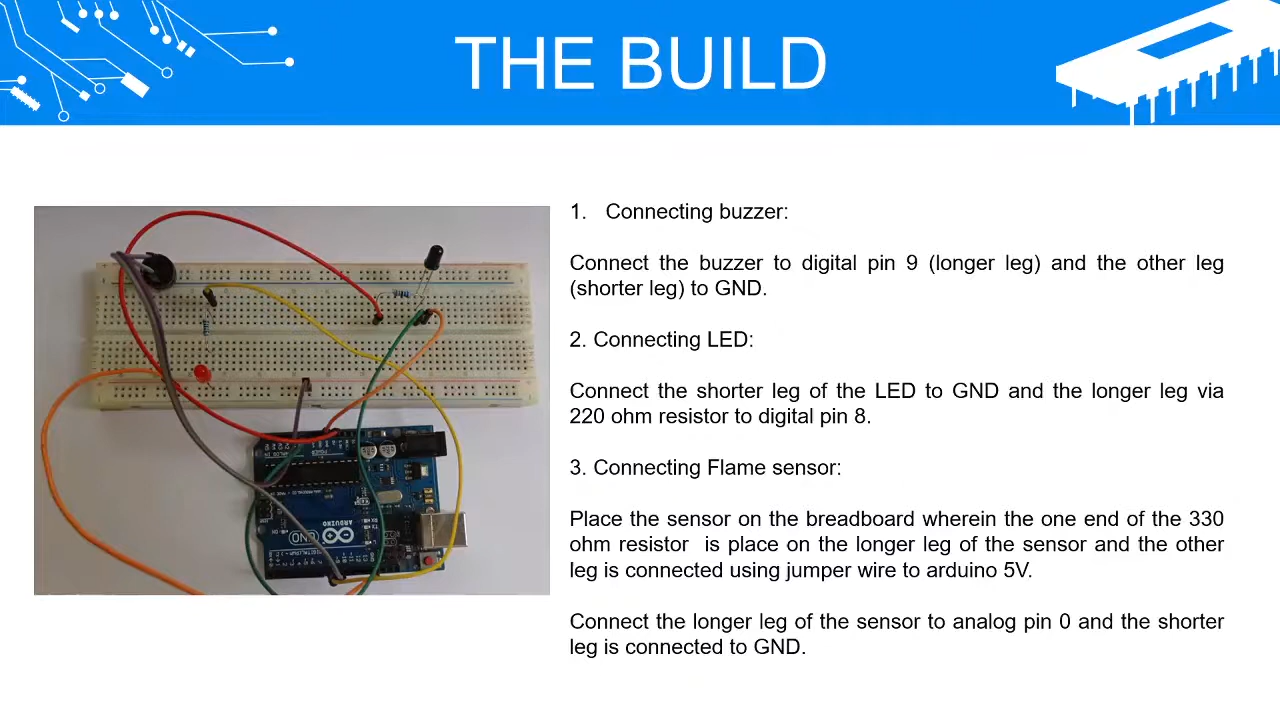 THE BUILD
1. Connecting buzzer:
Connect the buzzer to digital pin 9 (longer leg) and the other leg
(shorter leg) to GND.
2. Connecting LED:
Connect the shorter leg of the LED to GND and the longer leg via
220 ohm resistor to digital pin 8.
3. Connecting Flame sensor:
Place the sensor on the breadboard wherein the one end of the 330
ohm resistor is place on the longer leg of the sensor and the other
leg is connected using jumper wire to arduino 5V.
Connect the longer leg of the sensor to analog pin 0 and the shorter
leg is connected to GND.
ARDUINO
UNO